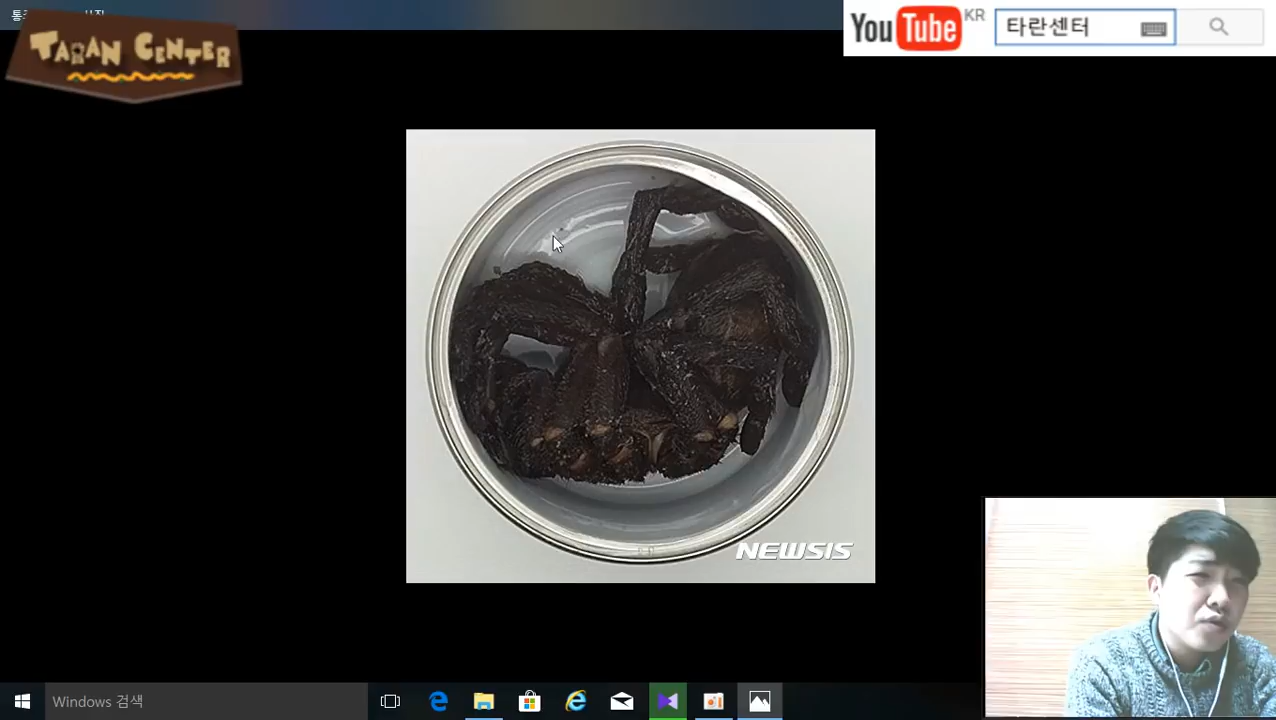 TARAN CENTER
YouTube KR
타란센터
NEWSIS
Windows 검색